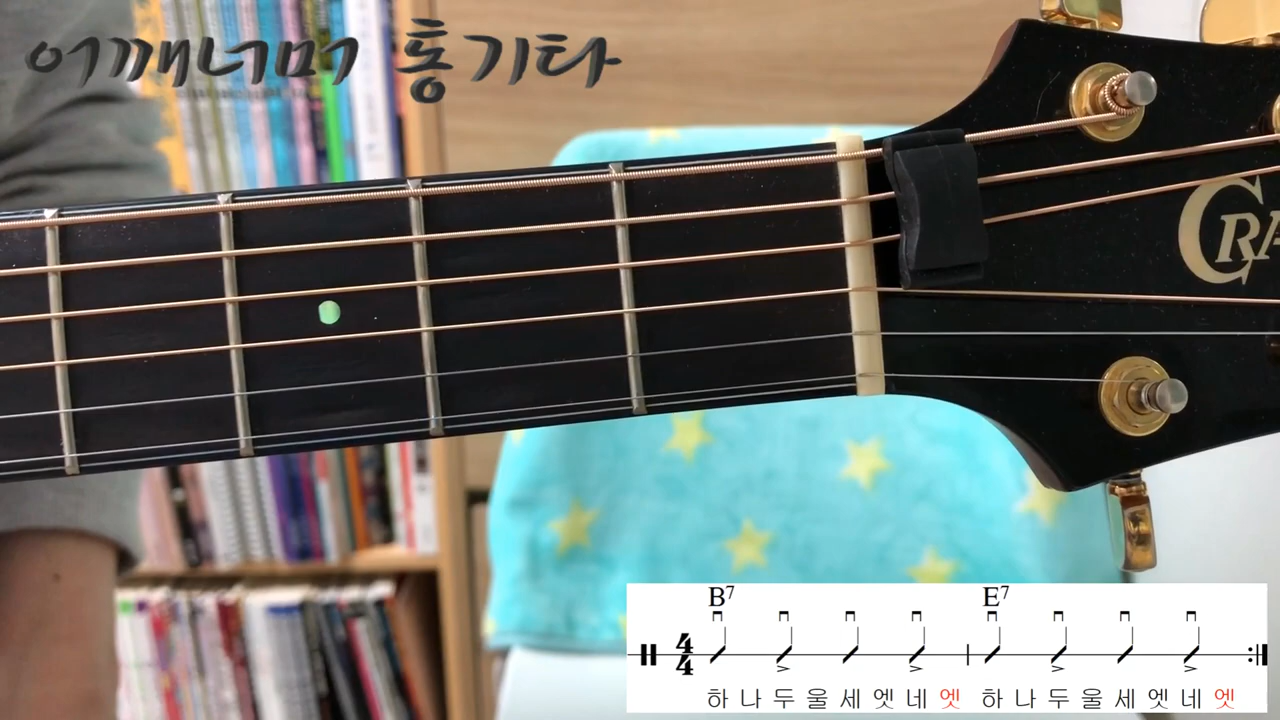 어깨너머 통기타
CRA
B7 E7
4
4
하 나 두 울 세 엣 네 엣 하 나 두 울 세 엣 네 엣